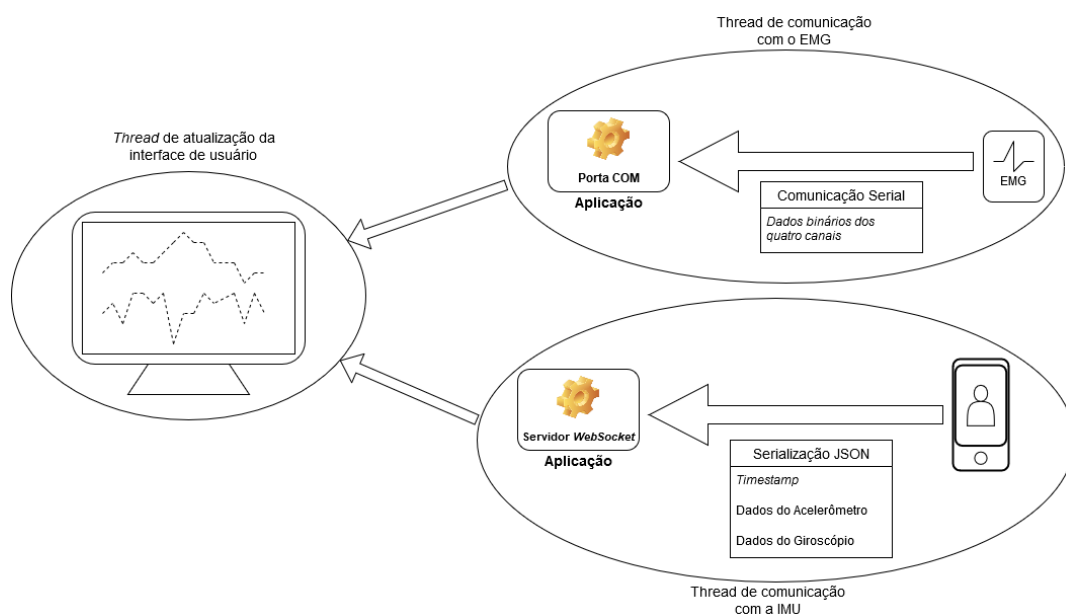 Thread de comunicação
com o EMG
Thread de atualização da
interface de usuário
Porta COM
Aplicação
EMG
Comunicação Serial
Dados binários dos
quatro canais
Servidor WebSocket
Aplicação
Serialização JSON
Timestamp
Dados do Acelerômetro
Dados do Giroscópio
Thread de comunicação
com a IMU